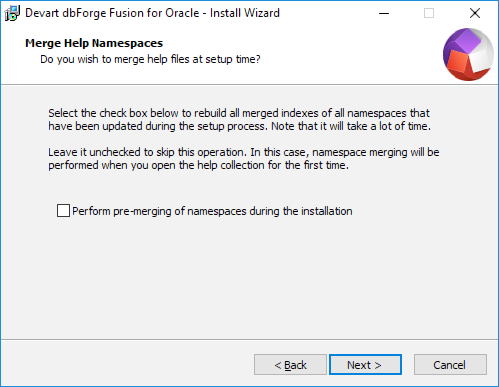 Devart dbForge Fusion for Oracle - Install Wizard
Merge Help Namespaces
Do you wish to merge help files at setup time?
Select the check box below to rebuild all merged indexes of all namespaces that
have been updated during the setup process. Note that it will take a lot of time.
Leave it unchecked to skip this operation. In this case, namespace merging will be
performed when you open the help collection for the first time.
Perform pre-merging of namespaces during the installation
< Back
Next >
Cancel